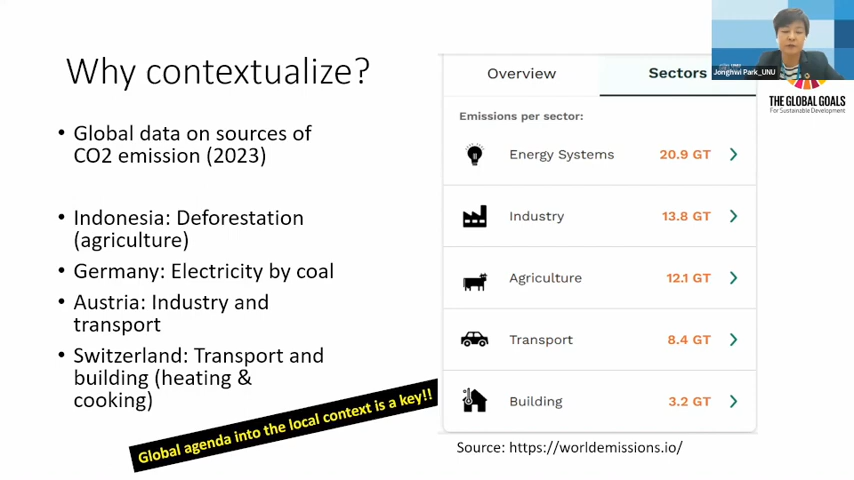 Why contextualize?
• Global data on sources of
CO2 emission (2023)
• Indonesia: Deforestation
(agriculture)
• Germany: Electricity by coal
• Austria: Industry and
transport
• Switzerland: Transport and
building (heating &
cooking)
Global agenda into the local context is a key!!
Overview
Sectors
Emissions per sector:
Energy Systems 20.9 GT
Industry 13.8 GT
Agriculture 12.1 GT
Transport 8.4 GT
Building 3.2 GT
Source: https://worldemissions.io/
Jonghwi Park_UNU
THE GLOBAL GOALS
For Sustainable Development